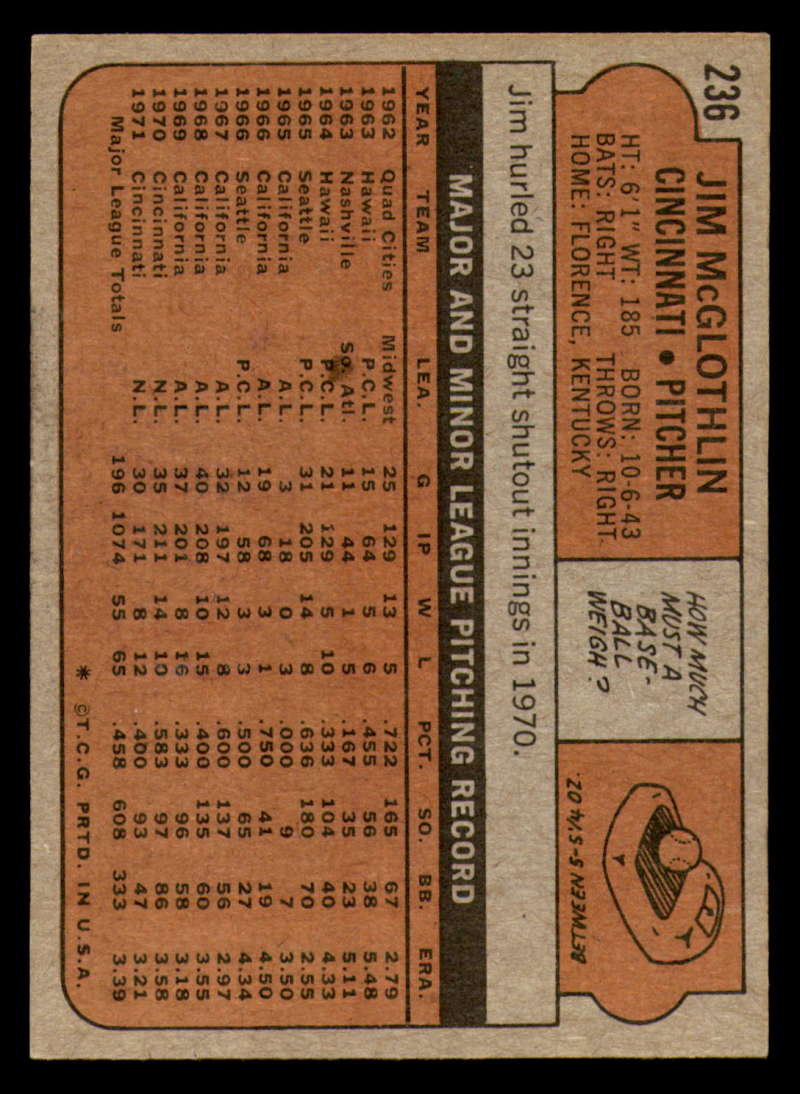 236
JIM McGLOTHLIN
CINCINNATI • PITCHER
HT: 6'1" WT: 185 BORN: 10-6-43
BATS: RIGHT THROWS: RIGHT
HOME: FLORENCE, KENTUCKY
HOW MUCH
MUST A
BASE-
BALL
WEIGH?
BETWEEN 5-5¼ OZ.
Jim hurled 23 straight shutout innings in 1970.
MAJOR AND MINOR LEAGUE PITCHING RECORD
YEAR TEAM LEA. G IP W L PCT. SO. BB. ERA.
1962 Quad Cities Midwest 25 129 13 5 .722 165 67 2.79
1963 Hawaii P.C.L. 15 64 5 6 .455 56 38 5.48
1963 Nashville So. Atl. 11 44 1 5 .167 35 23 5.11
1964 Hawaii P.C.L. 21 129 5 10 .333 104 40 4.33
1965 Seattle P.C.L. 31 205 14 8 .636 180 70 2.55
1965 California A.L. 3 18 0 3 .000 9 7 3.50
1966 California A.L. 19 68 3 1 .750 41 19 4.50
1966 Seattle P.C.L. 12 58 3 3 .500 65 27 4.34
1967 California A.L. 32 197 12 8 .600 137 56 2.97
1968 California A.L. 40 208 10 15 .400 135 60 3.55
1969 California A.L. 37 201 8 16 .333 96 58 3.18
1970 Cincinnati N.L. 35 211 14 10 .583 97 86 3.58
1971 Cincinnati N.L. 30 171 8 12 .400 93 47 3.21
Major League Totals 196 1074 55 65 .458 608 333 3.39
* ©T.C.G. PRTD. IN U.S.A.